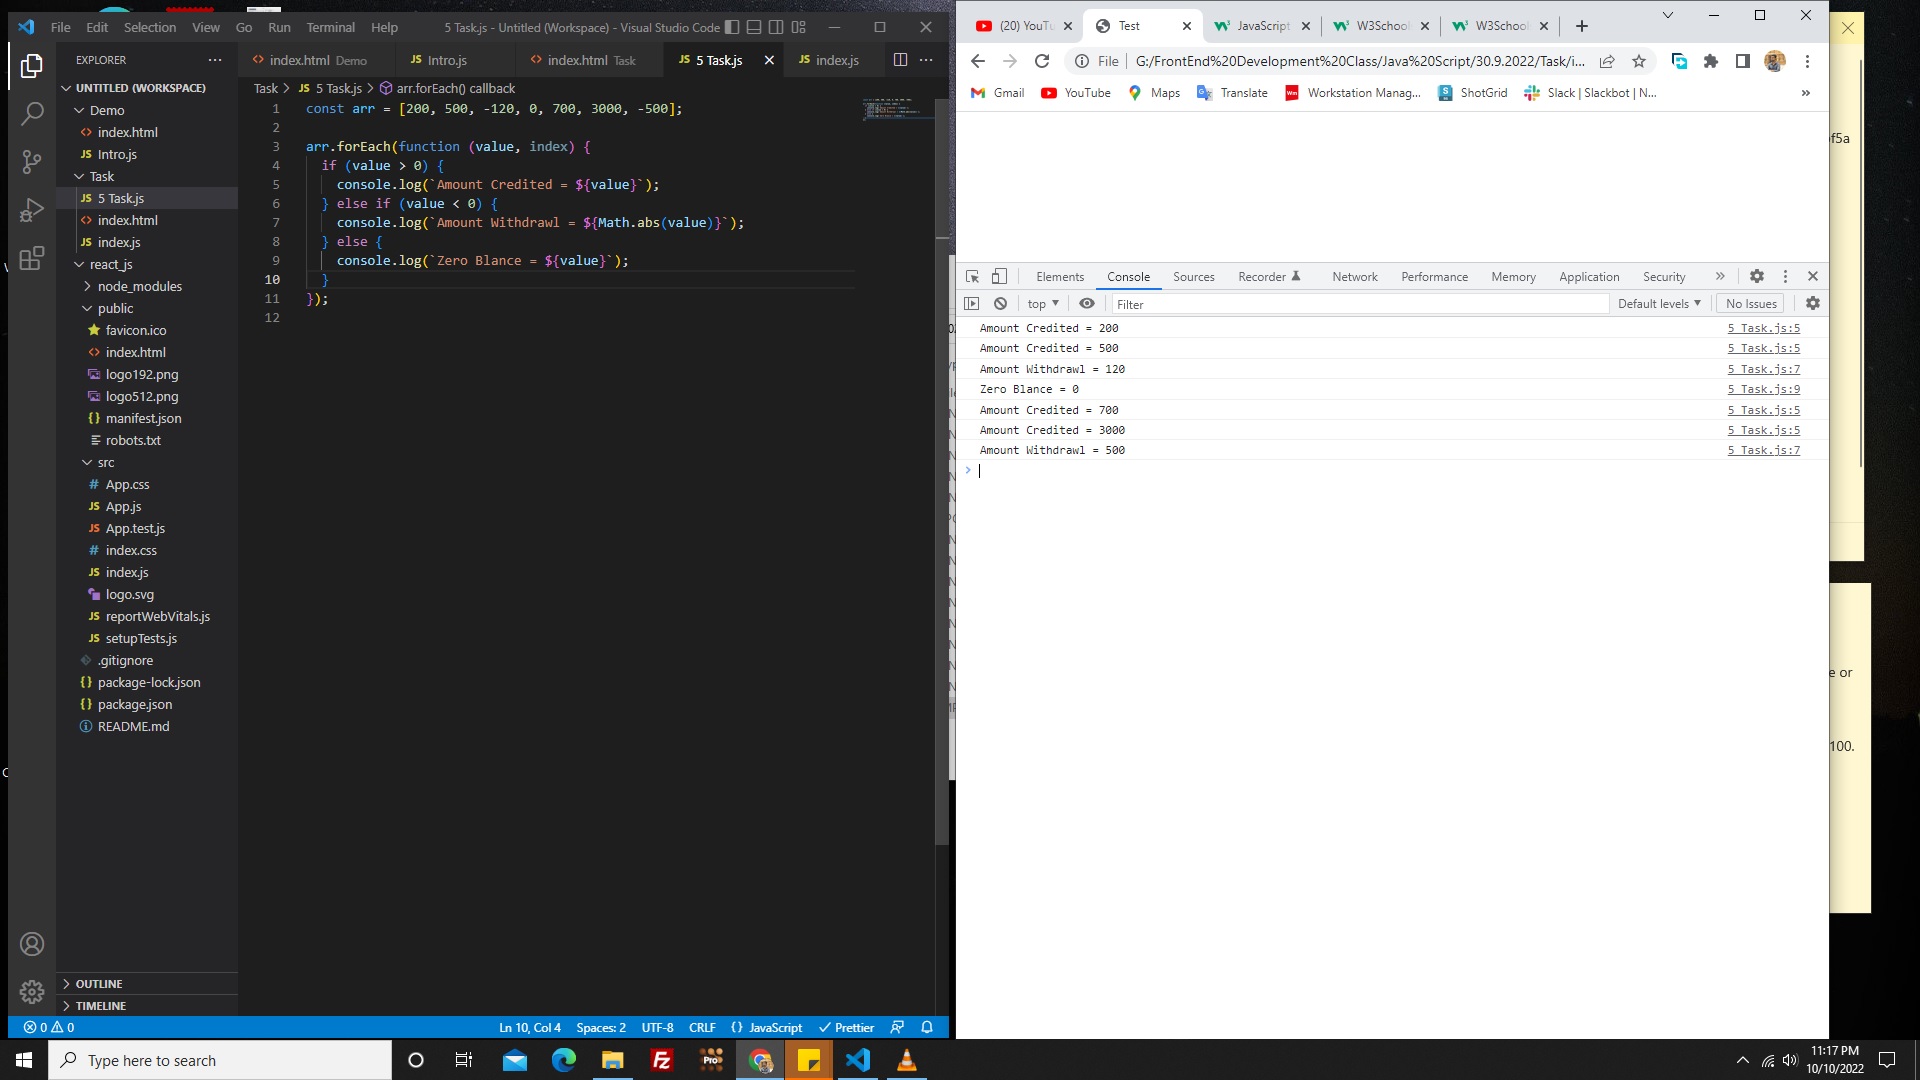 File Edit Selection View Go Run Terminal Help
5 Task.js - Untitled (Workspace) - Visual Studio Code
EXPLORER
UNTITLED (WORKSPACE)
Demo
index.html
Intro.js
Task
5 Task.js
index.html
index.js
react_js
node_modules
public
favicon.ico
index.html
logo192.png
logo512.png
manifest.json
robots.txt
src
App.css
App.js
App.test.js
index.css
index.js
logo.svg
reportWebVitals.js
setupTests.js
.gitignore
package-lock.json
package.json
README.md
OUTLINE
TIMELINE
index.html Demo
Intro.js
index.html Task
5 Task.js
index.js
Task > JS 5 Task.js > arr.forEach() callback
1 const arr = [200, 500, -120, 0, 700, 3000, -500];
2
3 arr.forEach(function (value, index) {
4 if (value > 0) {
5 console.log(`Amount Credited = ${value}`);
6 } else if (value < 0) {
7 console.log(`Amount Withdrawl = ${Math.abs(value)}`);
8 } else {
9 console.log(`Zero Blance = ${value}`);
10 }
11 });
12
0 0
Ln 10, Col 4 Spaces: 2 UTF-8 CRLF {} JavaScript Prettier
(20) YouTu
Test
JavaScript
W3School
W3School
File G:/FrontEnd%20Development%20Class/Java%20Script/30.9.2022/Task/i...
Gmail YouTube Maps Translate Workstation Manag... ShotGrid Slack | Slackbot | N... »
Elements Console Sources Recorder Network Performance Memory Application Security »
top Filter Default levels No Issues
Amount Credited = 200 5 Task.js:5
Amount Credited = 500 5 Task.js:5
Amount Withdrawl = 120 5 Task.js:7
Zero Blance = 0 5 Task.js:9
Amount Credited = 700 5 Task.js:5
Amount Credited = 3000 5 Task.js:5
Amount Withdrawl = 500 5 Task.js:7
>
f5a
e or
100.
Type here to search
Pro
11:17 PM
10/10/2022